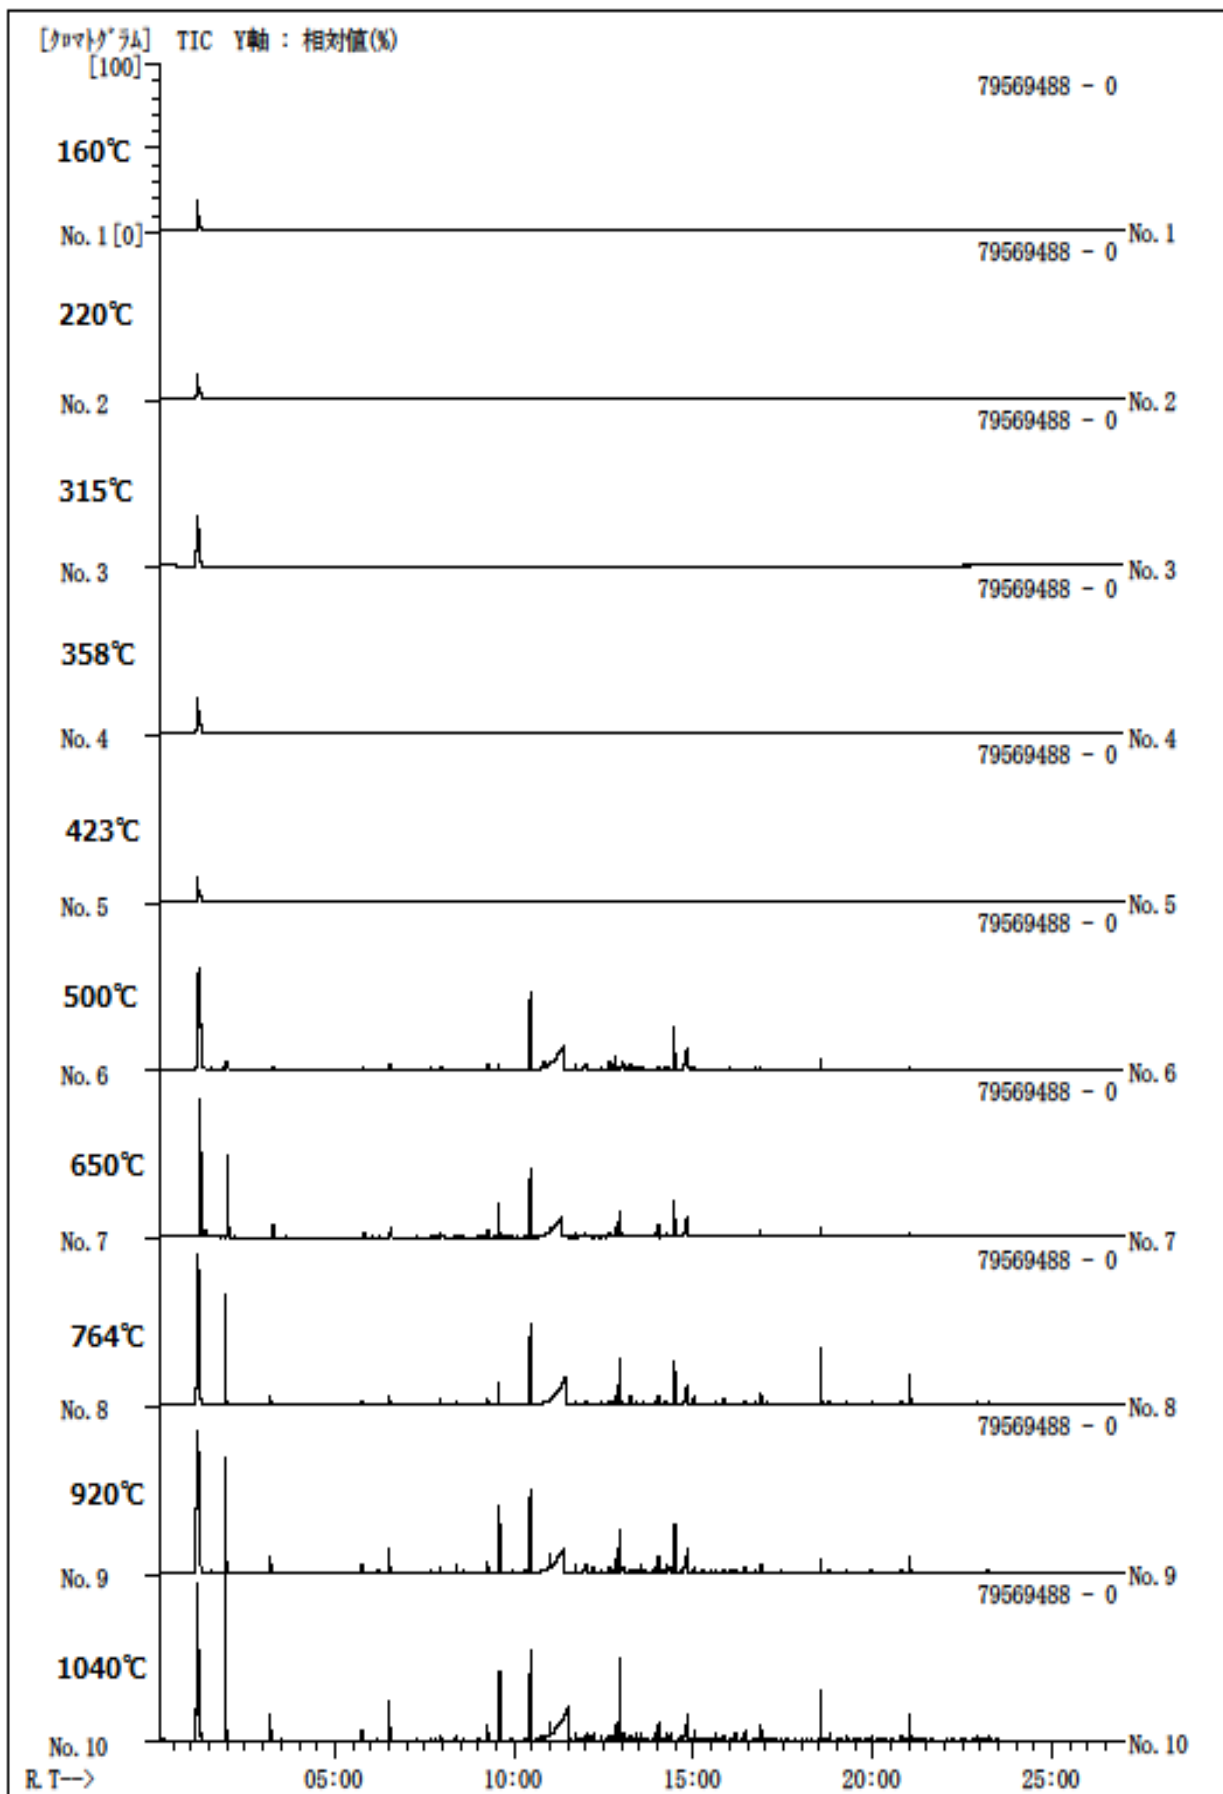 [ｸﾛﾏﾄｸﾞﾗﾑ] TIC Y軸 : 相対値(%)
[100]
79569488 - 0
160℃
No. 1[0]
No. 1
79569488 - 0
220℃
No. 2
No. 2
79569488 - 0
315℃
No. 3
No. 3
79569488 - 0
358℃
No. 4
No. 4
79569488 - 0
423℃
No. 5
No. 5
79569488 - 0
500℃
No. 6
No. 6
79569488 - 0
650℃
No. 7
No. 7
79569488 - 0
764℃
No. 8
No. 8
79569488 - 0
920℃
No. 9
No. 9
79569488 - 0
1040℃
No. 10
No. 10
R.T-->
05:00
10:00
15:00
20:00
25:00